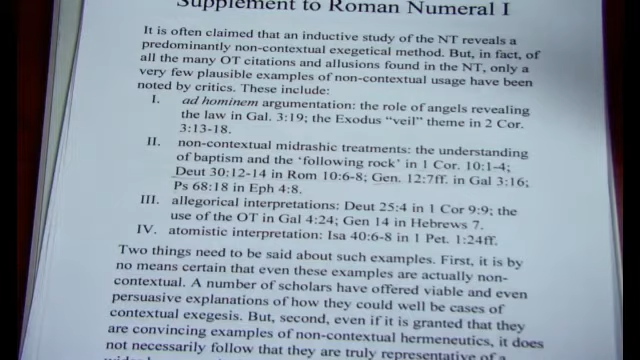 Supplement to Roman Numeral I
It is often claimed that an inductive study of the NT reveals a
predominantly non-contextual exegetical method. But, in fact, of
all the many OT citations and allusions found in the NT, only a
very few plausible examples of non-contextual usage have been
noted by critics. These include:
I. ad hominem argumentation: the role of angels revealing
the law in Gal. 3:19; the Exodus “veil” theme in 2 Cor.
3:13-18.
II. non-contextual midrashic treatments: the understanding
of baptism and the ‘following rock’ in 1 Cor. 10:1-4;
Deut 30:12-14 in Rom 10:6-8; Gen. 12:7ff. in Gal 3:16;
Ps 68:18 in Eph 4:8.
III. allegorical interpretations: Deut 25:4 in 1 Cor 9:9; the
use of the OT in Gal 4:24; Gen 14 in Hebrews 7.
IV. atomistic interpretation: Isa 40:6-8 in 1 Pet. 1:24ff.
Two things need to be said about such examples. First, it is by
no means certain that even these examples are actually non-
contextual. A number of scholars have offered viable and even
persuasive explanations of how they could well be cases of
contextual exegesis. But, second, even if it is granted that they
are convincing examples of non-contextual hermeneutics, it does
not necessarily follow that they are truly representative of a